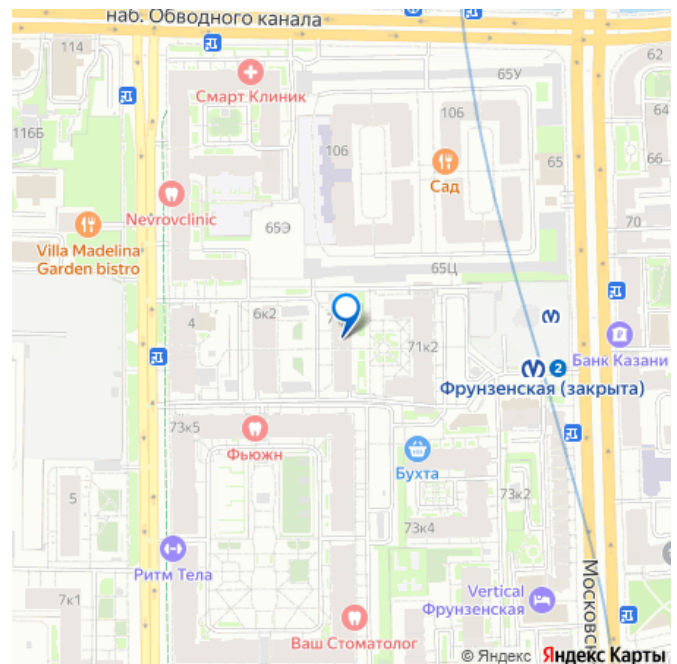 наб. Обводного канала
114
62
65У
Смарт Клиник
106
64
116Б
106
65
66
Сад
Nevrovclinic
70
65Э
Villa Madelina
Garden bistro
65Ц
6к2
4
71к2
Банк Казани
2
Фрунзенская (закрыта)
73к5
Фьюжн
Бухта
5
73к2
73к4
Ритм Тела
7к1
Vertical
Фрунзенская
Московск
Ваш Стоматолог
© Яндекс Яндекс Карты